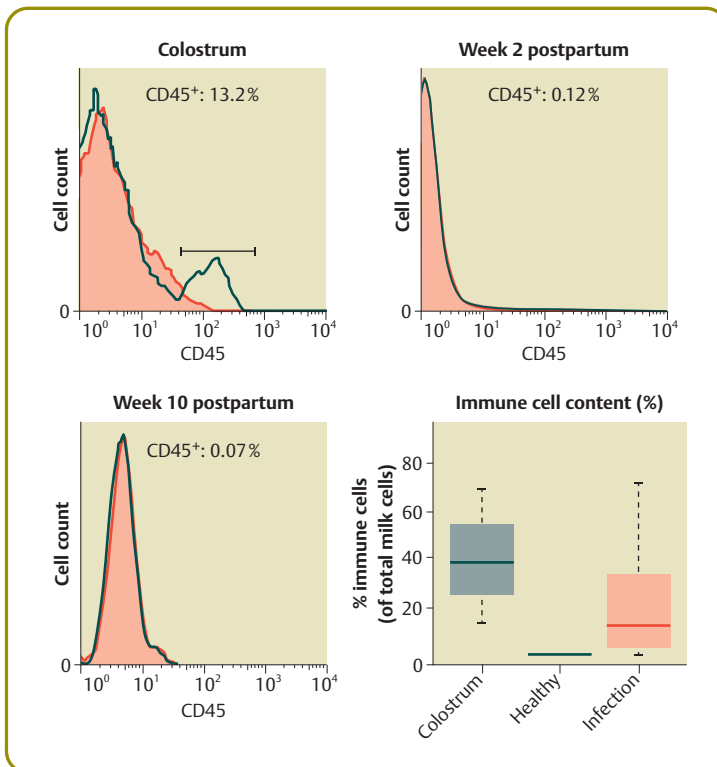 Colostrum
CD45⁺: 13.2%
Cell count
0
10⁰ 10¹ 10² 10³ 10⁴
CD45
Week 2 postpartum
CD45⁺: 0.12%
Cell count
0
10⁰ 10¹ 10² 10³ 10⁴
CD45
Week 10 postpartum
CD45⁺: 0.07%
Cell count
0
10⁰ 10¹ 10² 10³ 10⁴
CD45
Immune cell content (%)
% immune cells
(of total milk cells)
80
60
40
20
0
Colostrum
Healthy
Infection